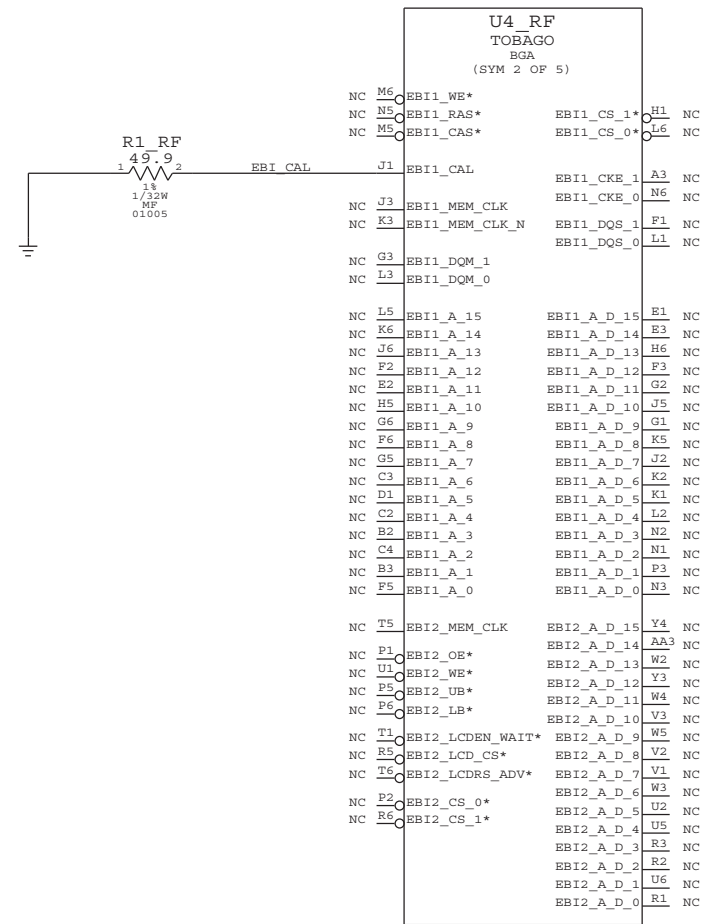 U4_RF
TOBAGO
BGA
(SYM 2 OF 5)
NC M6 EBI1_WE*
NC N5 EBI1_RAS* EBI1_CS_1* H1 NC
NC M5 EBI1_CAS* EBI1_CS_0* L6 NC
R1_RF
49.9
1 2 EBI_CAL J1 EBI1_CAL
1%
1/32W
MF
01005
EBI1_CKE_1 A3 NC
EBI1_CKE_0 N6 NC
NC J3 EBI1_MEM_CLK
NC K3 EBI1_MEM_CLK_N EBI1_DQS_1 F1 NC
EBI1_DQS_0 L1 NC
NC G3 EBI1_DQM_1
NC L3 EBI1_DQM_0
NC L5 EBI1_A_15 EBI1_A_D_15 E1 NC
NC K6 EBI1_A_14 EBI1_A_D_14 E3 NC
NC J6 EBI1_A_13 EBI1_A_D_13 H6 NC
NC F2 EBI1_A_12 EBI1_A_D_12 F3 NC
NC E2 EBI1_A_11 EBI1_A_D_11 G2 NC
NC H5 EBI1_A_10 EBI1_A_D_10 J5 NC
NC G6 EBI1_A_9 EBI1_A_D_9 G1 NC
NC F6 EBI1_A_8 EBI1_A_D_8 K5 NC
NC G5 EBI1_A_7 EBI1_A_D_7 J2 NC
NC C3 EBI1_A_6 EBI1_A_D_6 K2 NC
NC D1 EBI1_A_5 EBI1_A_D_5 K1 NC
NC C2 EBI1_A_4 EBI1_A_D_4 L2 NC
NC B2 EBI1_A_3 EBI1_A_D_3 N2 NC
NC C4 EBI1_A_2 EBI1_A_D_2 N1 NC
NC B3 EBI1_A_1 EBI1_A_D_1 P3 NC
NC F5 EBI1_A_0 EBI1_A_D_0 N3 NC
NC T5 EBI2_MEM_CLK EBI2_A_D_15 Y4 NC
EBI2_A_D_14 AA3 NC
NC P1 EBI2_OE* EBI2_A_D_13 W2 NC
NC U1 EBI2_WE* EBI2_A_D_12 Y3 NC
NC P5 EBI2_UB* EBI2_A_D_11 W4 NC
NC P6 EBI2_LB* EBI2_A_D_10 V3 NC
NC T1 EBI2_LCDEN_WAIT* EBI2_A_D_9 W5 NC
NC R5 EBI2_LCD_CS* EBI2_A_D_8 V2 NC
NC T6 EBI2_LCDRS_ADV* EBI2_A_D_7 V1 NC
EBI2_A_D_6 W3 NC
NC P2 EBI2_CS_0* EBI2_A_D_5 U2 NC
NC R6 EBI2_CS_1* EBI2_A_D_4 U5 NC
EBI2_A_D_3 R3 NC
EBI2_A_D_2 R2 NC
EBI2_A_D_1 U6 NC
EBI2_A_D_0 R1 NC